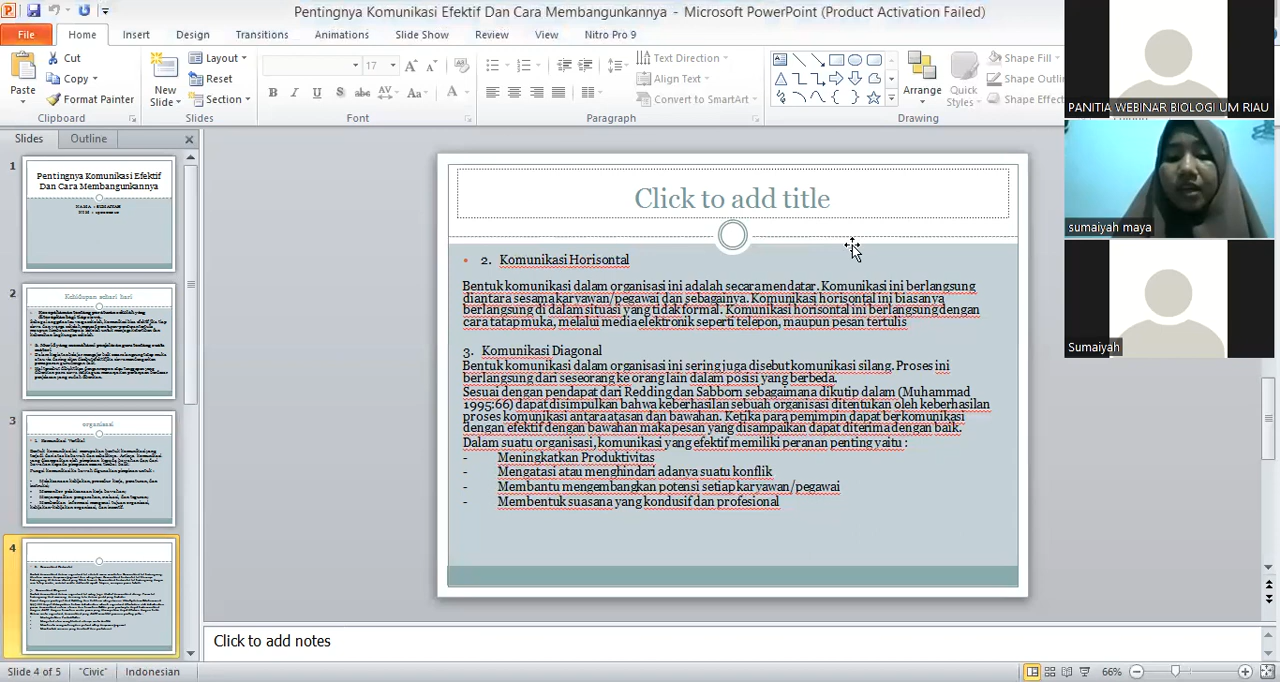 Pentingnya Komunikasi Efektif Dan Cara Membangunkannya - Microsoft PowerPoint (Product Activation Failed)
File Home Insert Design Transitions Animations Slide Show Review View Nitro Pro 9
Paste
Cut
Copy
Format Painter
Clipboard
New Slide
Layout
Reset
Section
Slides
17
Font
Paragraph
Text Direction
Align Text
Convert to SmartArt
Arrange
Quick Styles
Shape Fill
Shape Outli
Shape Effec
Drawing
Slides Outline
1
Pentingnya Komunikasi Efektif
Dan Cara Membangunkannya
2
Kehidupan sehari hari
3
organisasi
4
Click to add title
2. Komunikasi Horisontal
Bentuk komunikasi dalam organisasi ini adalah secara mendatar. Komunikasi ini berlangsung
diantara sesama karyawan/pegawai dan sebagainya. Komunikasi horisontal ini biasanya
berlangsung di dalam situasi yang tidak formal. Komunikasi horisontal ini berlangsung dengan
cara tatap muka, melalui media elektronik seperti telepon, maupun pesan tertulis
3. Komunikasi Diagonal
Bentuk komunikasi dalam organisasi ini sering juga disebut komunikasi silang. Proses ini
berlangsung dari seseorang ke orang lain dalam posisi yang berbeda.
Sesuai dengan pendapat dari Redding dan Sabborn sebagaimana dikutip dalam (Muhammad,
1995:66) dapat disimpulkan bahwa keberhasilan sebuah organisasi ditentukan oleh keberhasilan
proses komunikasi antara atasan dan bawahan. Ketika para pemimpin dapat berkomunikasi
dengan efektif dengan bawahan maka pesan yang disampaikan dapat diterima dengan baik.
Dalam suatu organisasi, komunikasi yang efektif memiliki peranan penting yaitu :
- Meningkatkan Produktivitas
- Mengatasi atau menghindari adanya suatu konflik
- Membantu mengembangkan potensi setiap karyawan/pegawai
- Membentuk suasana yang kondusif dan profesional
Click to add notes
Slide 4 of 5 "Civic" Indonesian 66%
PANITIA WEBINAR BIOLOGI UM RIAU
sumaiyah maya
Sumaiyah